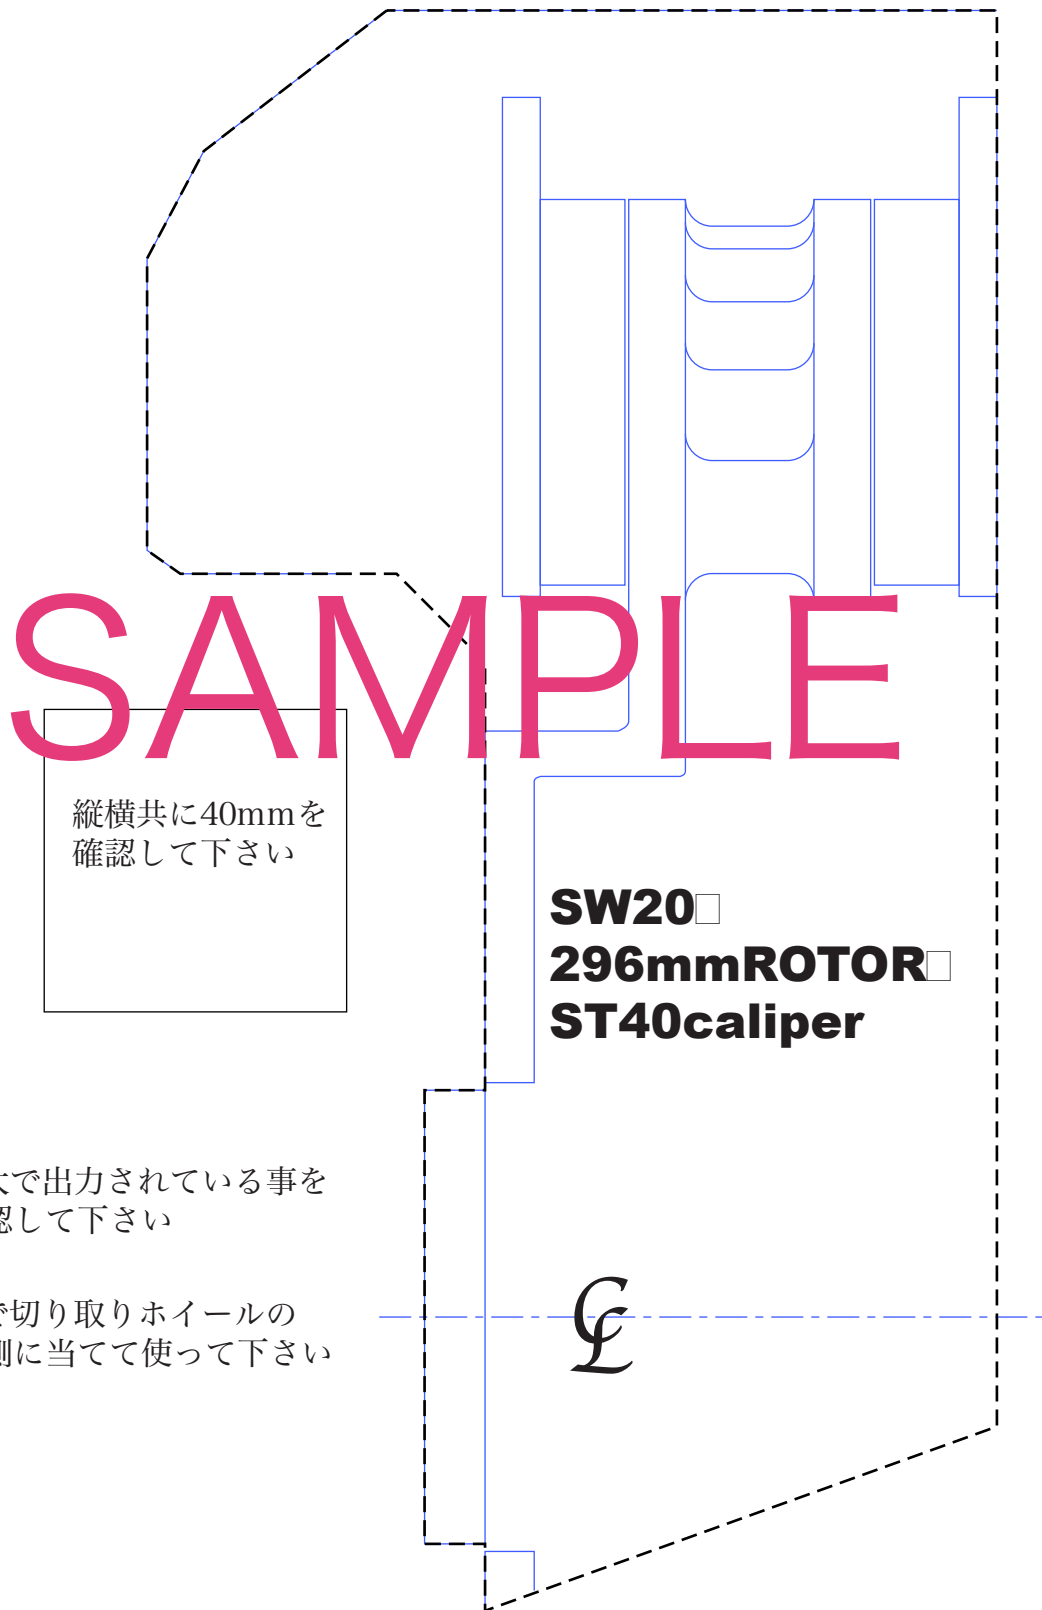 SAMPLE
縦横共に40mmを
確認して下さい
SW20□
296mmROTOR□
ST40caliper
で出力されている事を
認して下さい
で切り取りホイールの
側に当てて使って下さい
CL